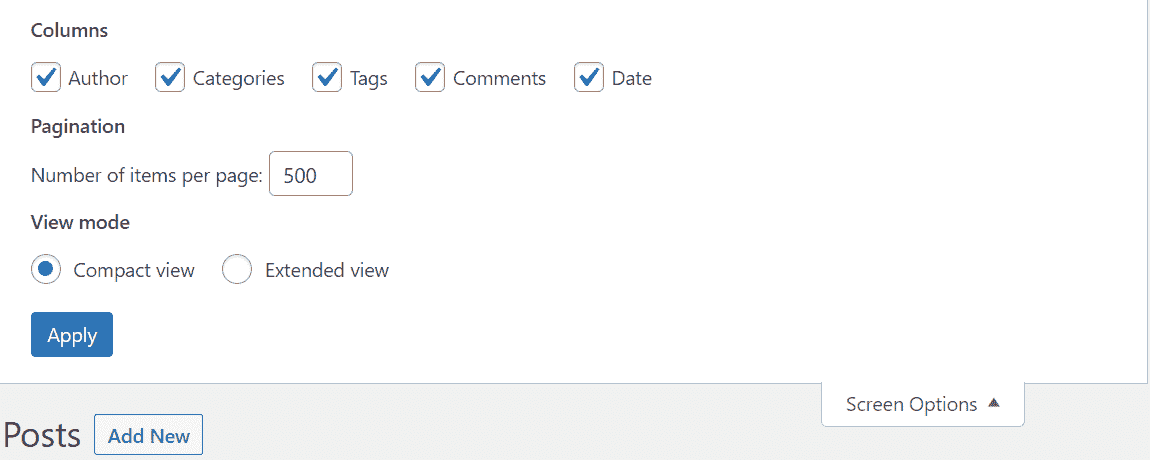 Columns
Author Categories Tags Comments Date
Pagination
Number of items per page: 500
View mode
Compact view Extended view
Apply
Screen Options
Posts Add New